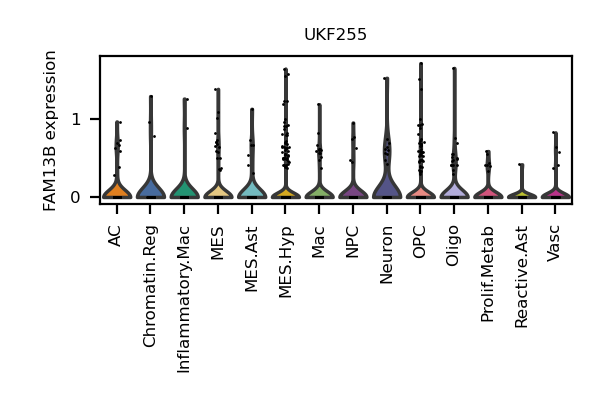 UKF255
FAM13B expression
1
0
AC
Chromatin.Reg
Inflammatory.Mac
MES
MES.Ast
MES.Hyp
Mac
NPC
Neuron
OPC
Oligo
Prolif.Metab
Reactive.Ast
Vasc